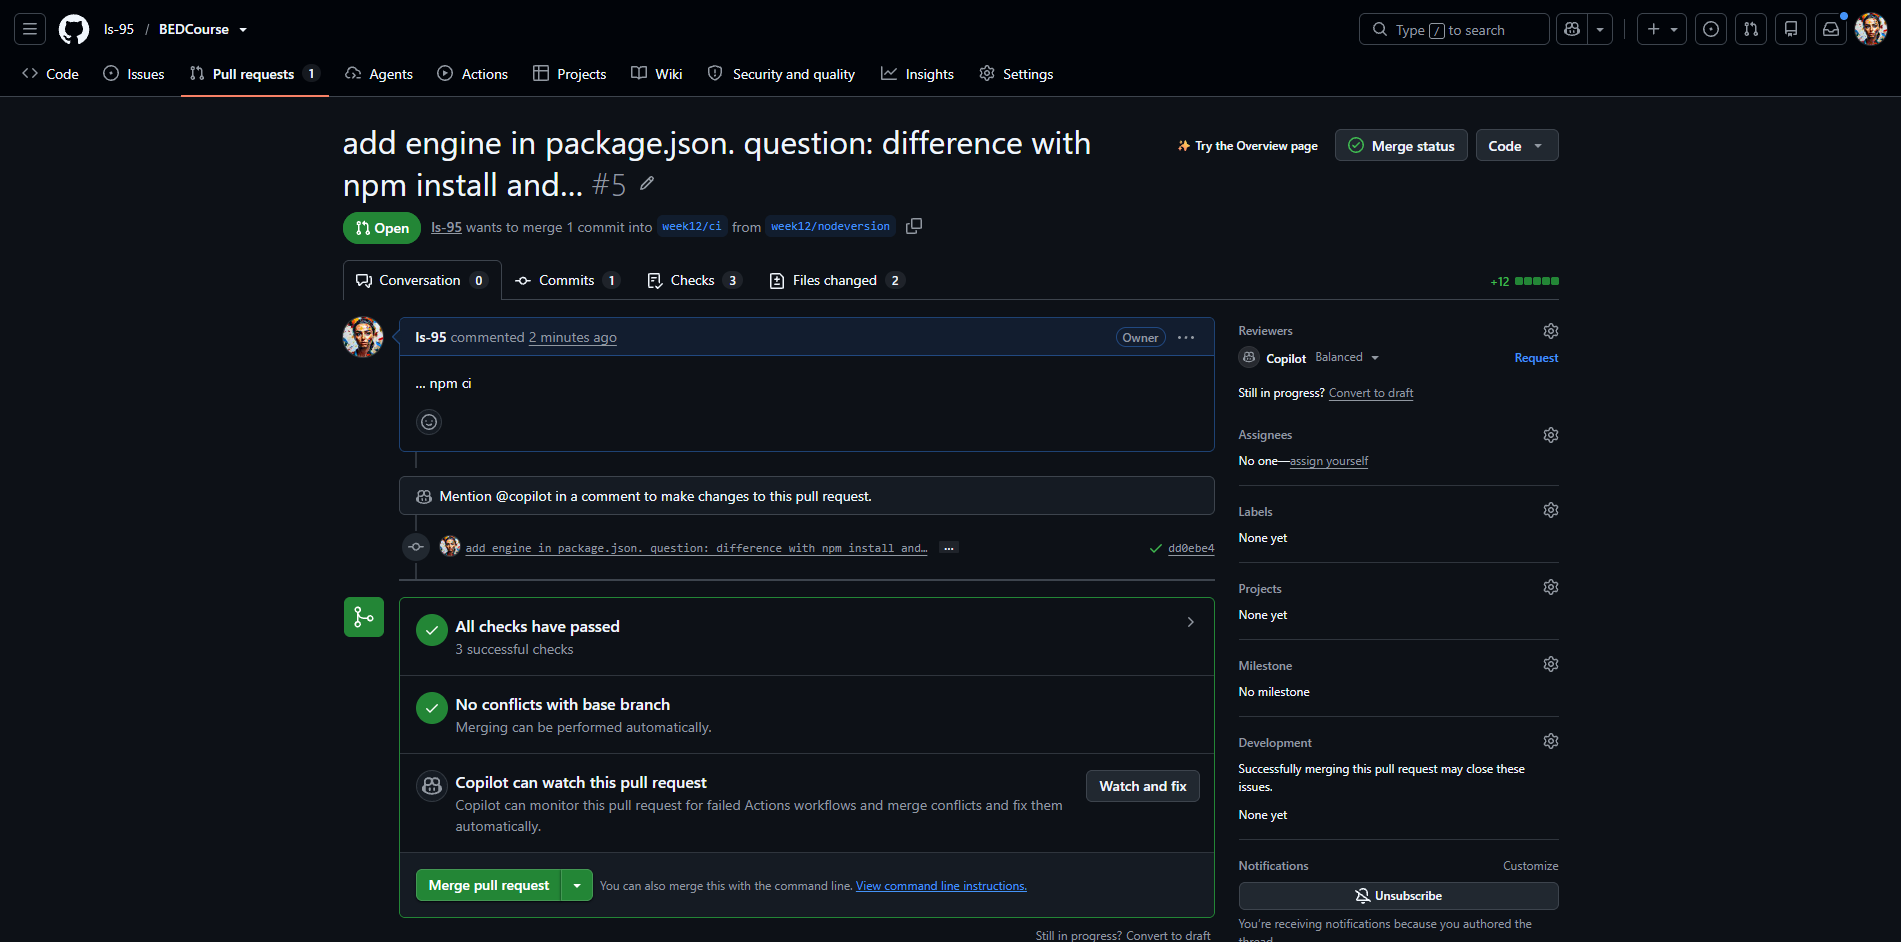 ls-95 / BEDCourse
Type / to search
Code
Issues
Pull requests 1
Agents
Actions
Projects
Wiki
Security and quality
Insights
Settings
add engine in package.json. question: difference with
npm install and... #5
Try the Overview page
Merge status
Code
Open
ls-95 wants to merge 1 commit into week12/ci from week12/nodeversion
Conversation 0
Commits 1
Checks 3
Files changed 2
+12
ls-95 commented 2 minutes ago
Owner
... npm ci
Mention @copilot in a comment to make changes to this pull request.
add engine in package.json. question: difference with npm install and…
...
dd0ebe4
All checks have passed
3 successful checks
No conflicts with base branch
Merging can be performed automatically.
Copilot can watch this pull request
Copilot can monitor this pull request for failed Actions workflows and merge conflicts and fix them
automatically.
Watch and fix
Merge pull request
You can also merge this with the command line. View command line instructions.
Still in progress? Convert to draft
Reviewers
Copilot Balanced
Request
Still in progress? Convert to draft
Assignees
No one—assign yourself
Labels
None yet
Projects
None yet
Milestone
No milestone
Development
Successfully merging this pull request may close these
issues.
None yet
Notifications
Customize
Unsubscribe
You're receiving notifications because you authored the
thread.